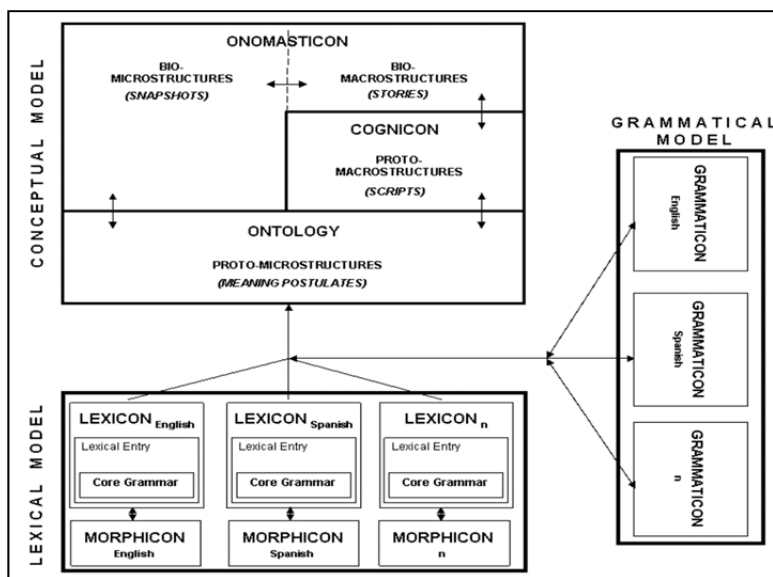 CONCEPTUAL MODEL
ONOMASTICON
BIO-
MICROSTRUCTURES
(SNAPSHOTS)
BIO-
MACROSTRUCTURES
(STORIES)
COGNICON
PROTO-
MACROSTRUCTURES
(SCRIPTS)
ONTOLOGY
PROTO-MICROSTRUCTURES
(MEANING POSTULATES)
GRAMMATICAL
MODEL
GRAMMATICON
English
GRAMMATICON
Spanish
GRAMMATICON
n
LEXICAL MODEL
LEXICON English
Lexical Entry
Core Grammar
MORPHICON
English
LEXICON Spanish
Lexical Entry
Core Grammar
MORPHICON
Spanish
LEXICON n
Lexical Entry
Core Grammar
MORPHICON
n